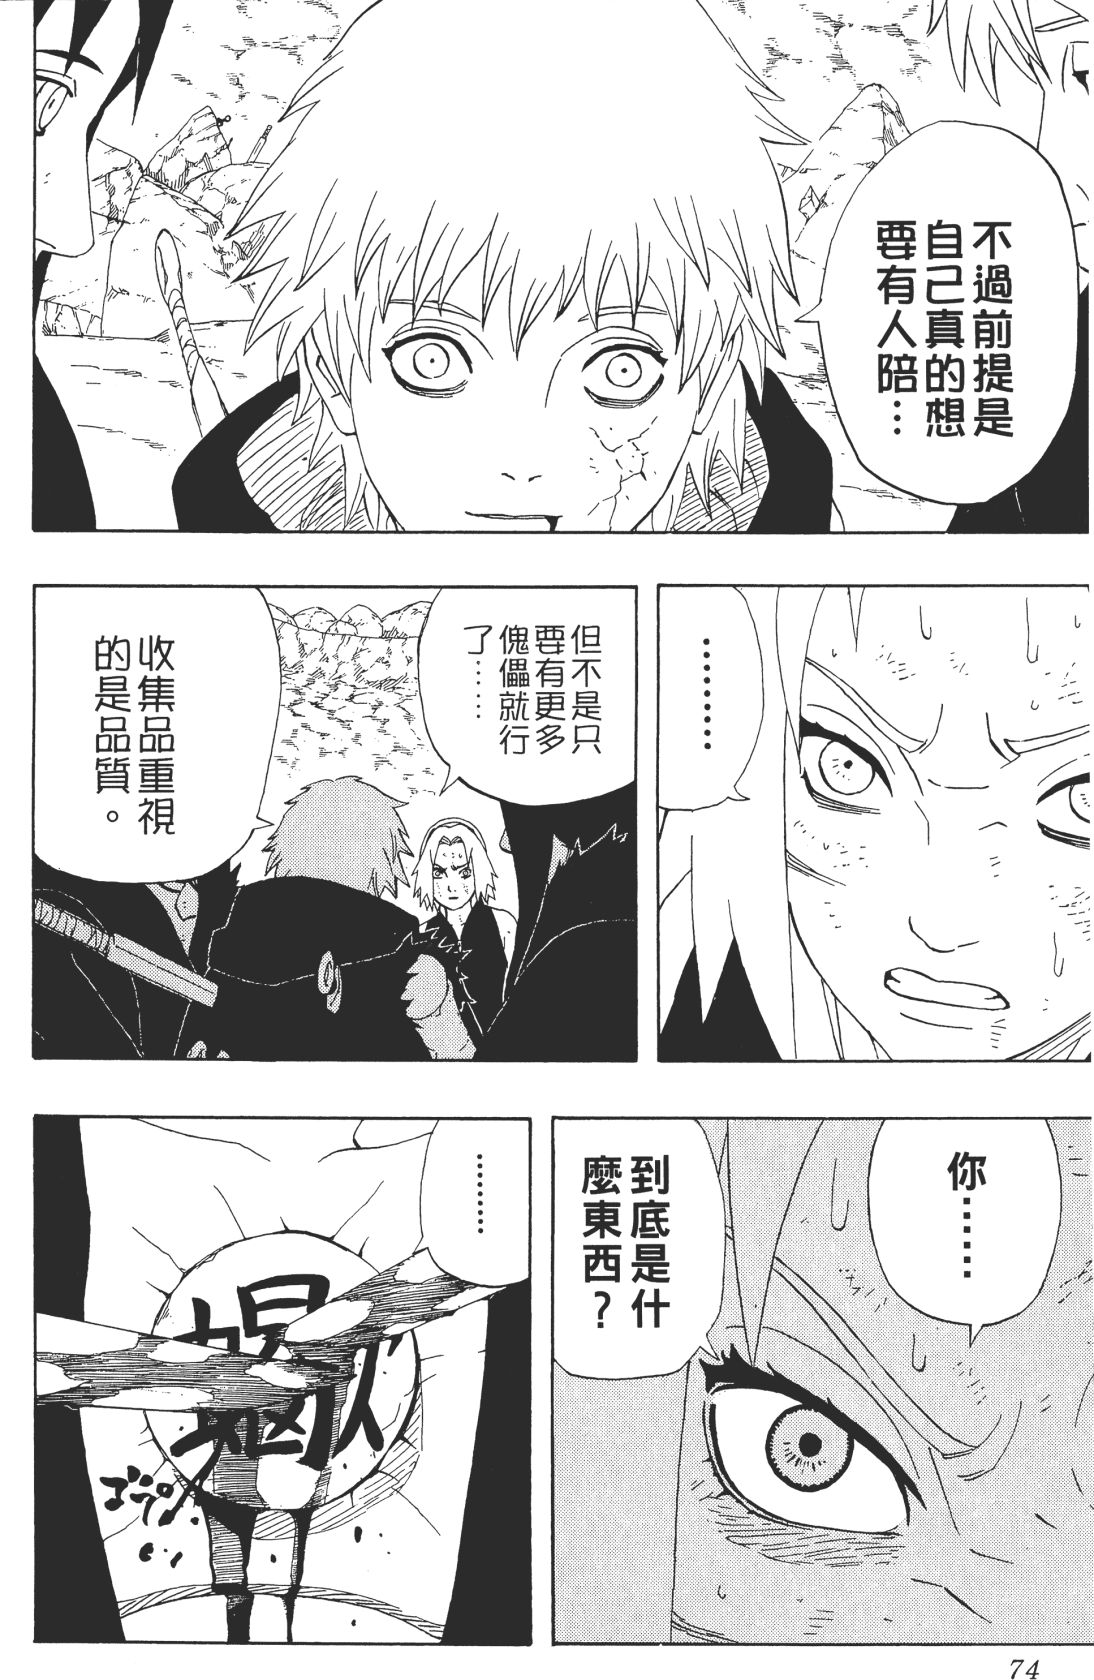 不過前提是
自己真的想
要有人陪…
………
但不是只
要有更多
傀儡就行
了……
收集品重視
的是品質。
你……
到底是什
麼東西？
………
74